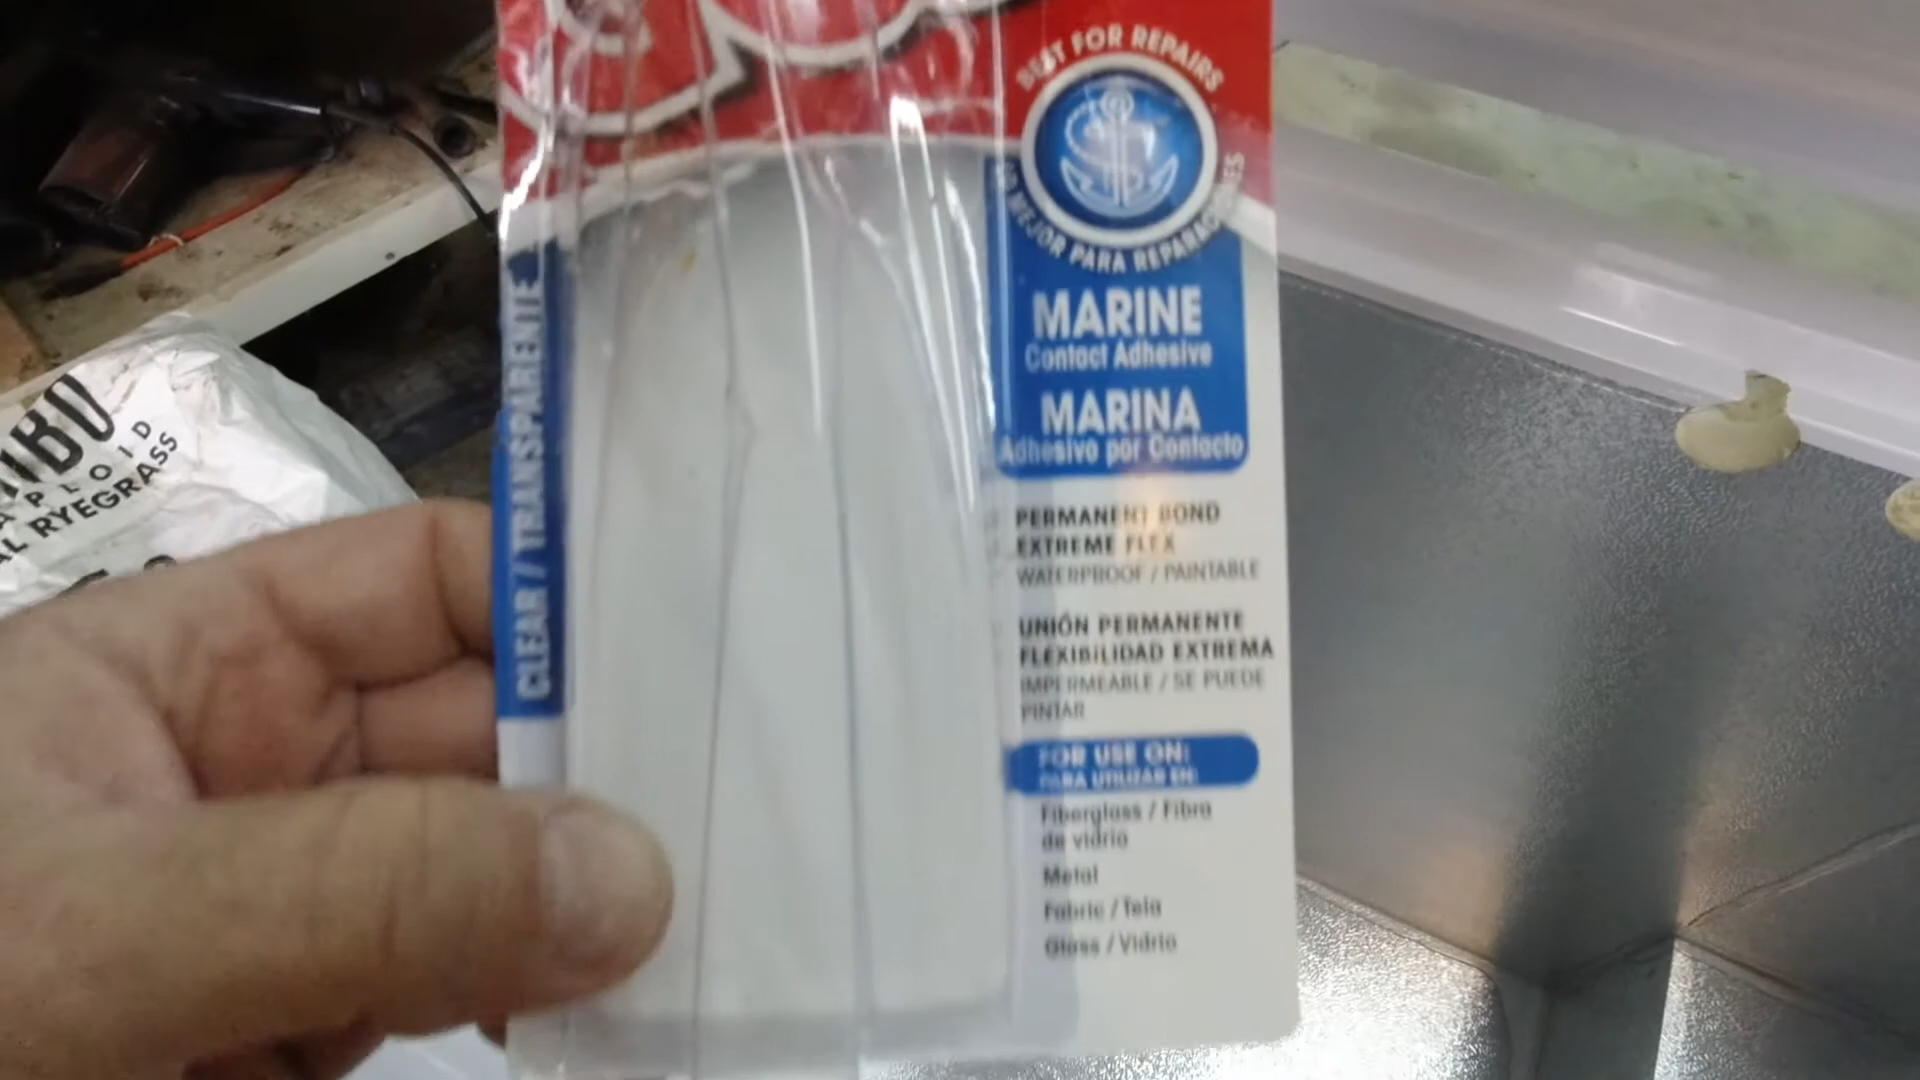 BEST FOR REPAIRS
LO MEJOR PARA REPARACIONES
MARINE
Contact Adhesive
MARINA
Adhesivo por Contacto
CLEAR / TRANSPARENTE
PERMANENT BOND
EXTREME FLEX
WATERPROOF / PAINTABLE
UNIÓN PERMANENTE
FLEXIBILIDAD EXTREMA
IMPERMEABLE / SE PUEDE
PINTAR
FOR USE ON:
PARA UTILIZAR EN:
Fiberglass / Fibra
de vidrio
Metal
Fabric / Tela
Glass / Vidrio
RYEGRASS